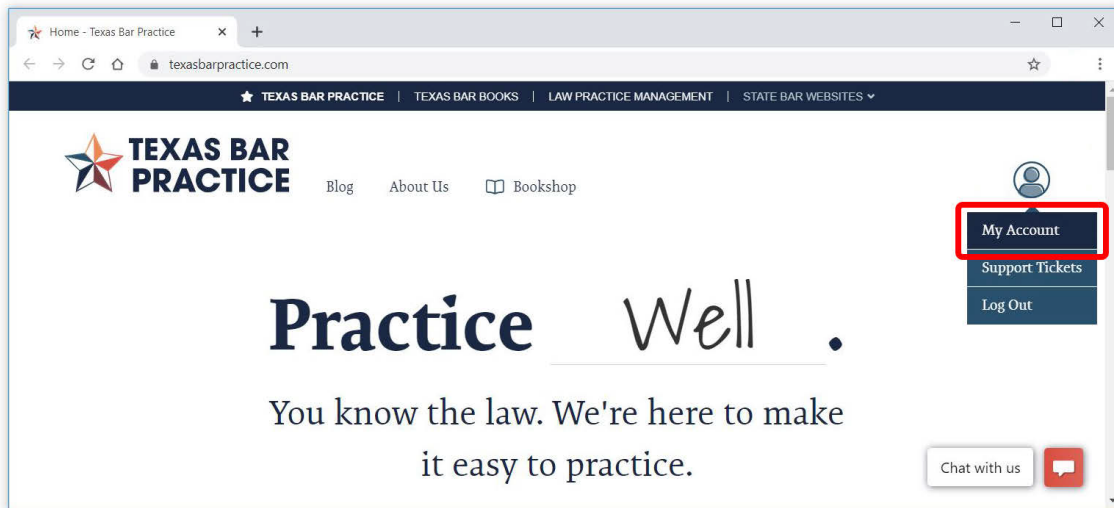 Home - Texas Bar Practice
texasbarpractice.com
TEXAS BAR PRACTICE | TEXAS BAR BOOKS | LAW PRACTICE MANAGEMENT | STATE BAR WEBSITES
TEXAS BAR
PRACTICE
Blog About Us Bookshop
My Account
Support Tickets
Log Out
Practice Well .
You know the law. We're here to make
it easy to practice.
Chat with us